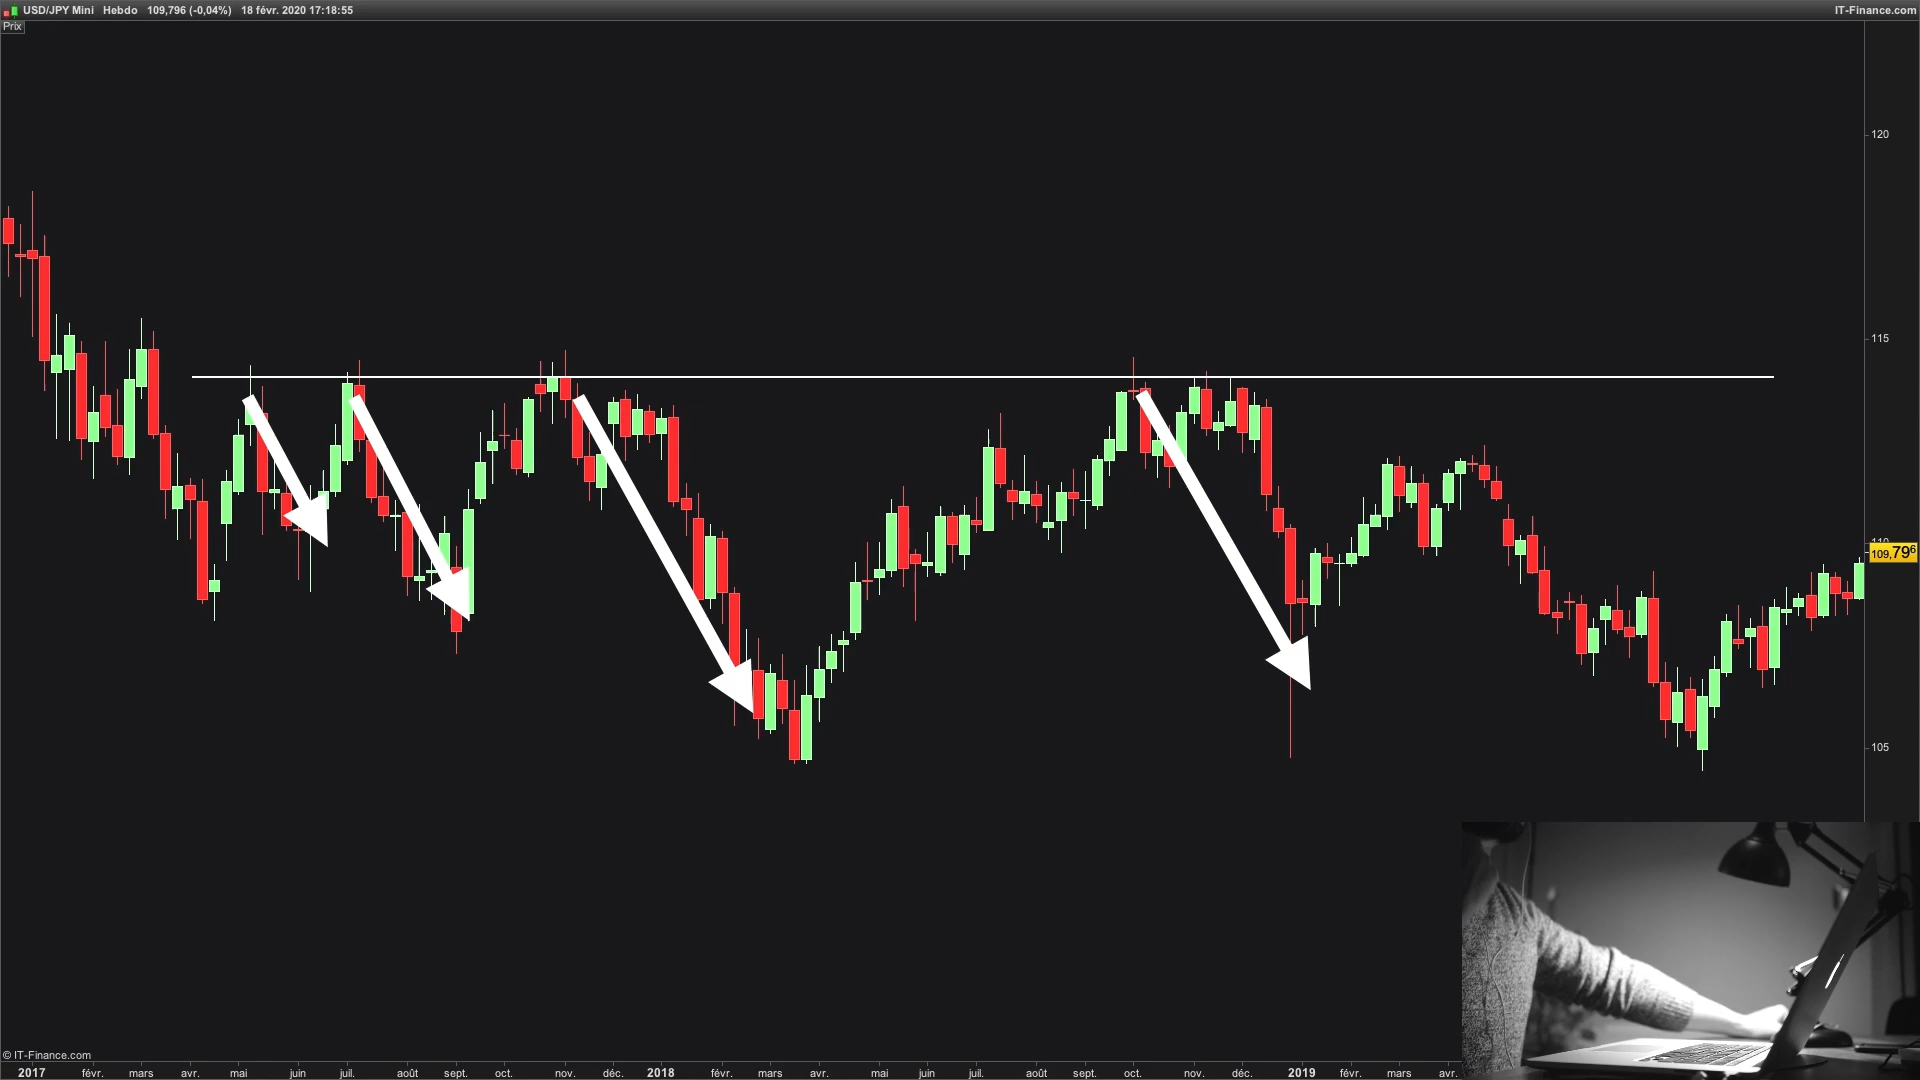 USD/JPY Mini Hebdo 109,796 (-0,04%) 18 févr. 2020 17:18:55 IT-Finance.com
Prix
120
115
110
109,796
105
© IT-Finance.com
2017 févr. mars avr. mai juin juil. août sept. oct. nov. déc. 2018 févr. mars avr. mai juin juil. août sept. oct. nov. déc. 2019 févr. mars avr.